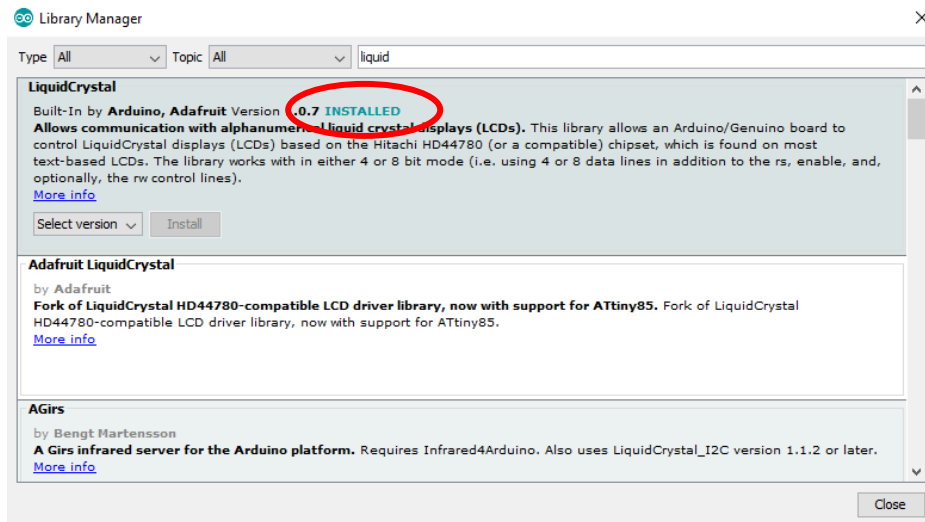 Library Manager
Type All Topic All liquid
LiquidCrystal
Built-In by Arduino, Adafruit Version .0.7 INSTALLED
Allows communication with alphanumerical liquid crystal displays (LCDs). This library allows an Arduino/Genuino board to
control LiquidCrystal displays (LCDs) based on the Hitachi HD44780 (or a compatible) chipset, which is found on most
text-based LCDs. The library works with in either 4 or 8 bit mode (i.e. using 4 or 8 data lines in addition to the rs, enable, and,
optionally, the rw control lines).
More info
Select version Install
Adafruit LiquidCrystal
by Adafruit
Fork of LiquidCrystal HD44780-compatible LCD driver library, now with support for ATtiny85. Fork of LiquidCrystal
HD44780-compatible LCD driver library, now with support for ATtiny85.
More info
AGirs
by Bengt Martensson
A Girs infrared server for the Arduino platform. Requires Infrared4Arduino. Also uses LiquidCrystal_I2C version 1.1.2 or later.
More info
Close